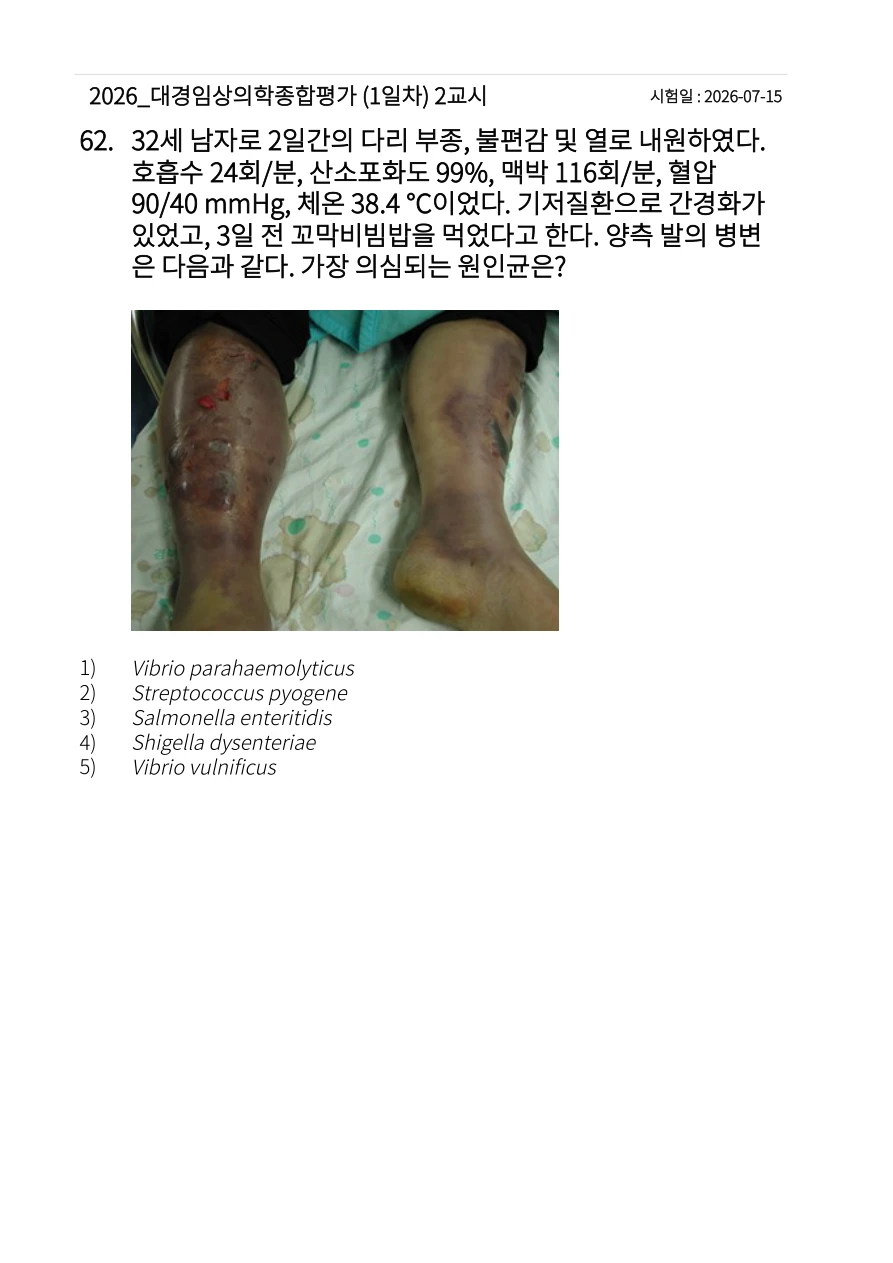 2026_대경임상의학종합평가 (1일차) 2교시
시험일 : 2026-07-15
62. 32세 남자로 2일간의 다리 부종, 불편감 및 열로 내원하였다.
호흡수 24회/분, 산소포화도 99%, 맥박 116회/분, 혈압
90/40 mmHg, 체온 38.4 ℃이었다. 기저질환으로 간경화가
있었고, 3일 전 꼬막비빔밥을 먹었다고 한다. 양측 발의 병변
은 다음과 같다. 가장 의심되는 원인균은?
1) Vibrio parahaemolyticus
2) Streptococcus pyogene
3) Salmonella enteritidis
4) Shigella dysenteriae
5) Vibrio vulnificus